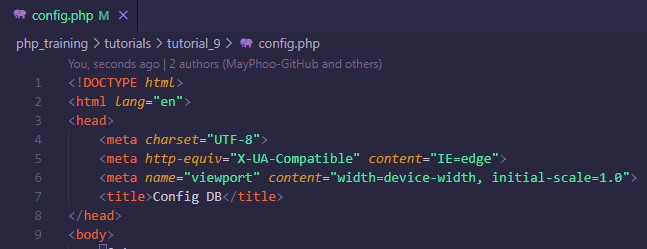 config.php M ×
php_training > tutorials > tutorial_9 > config.php
You, seconds ago | 2 authors (MayPhoo-GitHub and others)
1 <!DOCTYPE html>
2 <html lang="en">
3 <head>
4 <meta charset="UTF-8">
5 <meta http-equiv="X-UA-Compatible" content="IE=edge">
6 <meta name="viewport" content="width=device-width, initial-scale=1.0">
7 <title>Config DB</title>
8 </head>
9 <body>